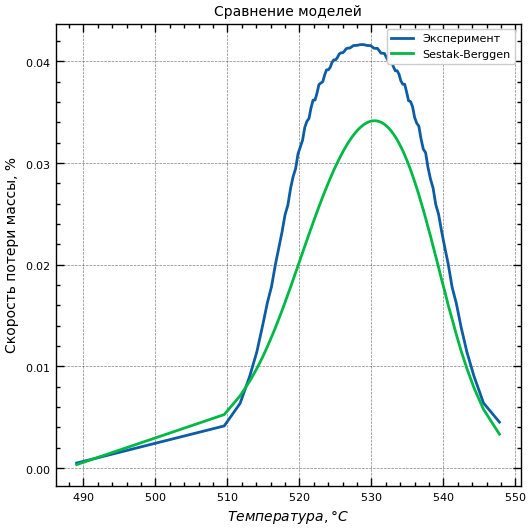 Сравнение моделей
Эксперимент
Sestak-Berggen
Скорость потери массы, %
0.04
0.03
0.02
0.01
0.00
490 500 510 520 530 540 550
Температура, °C